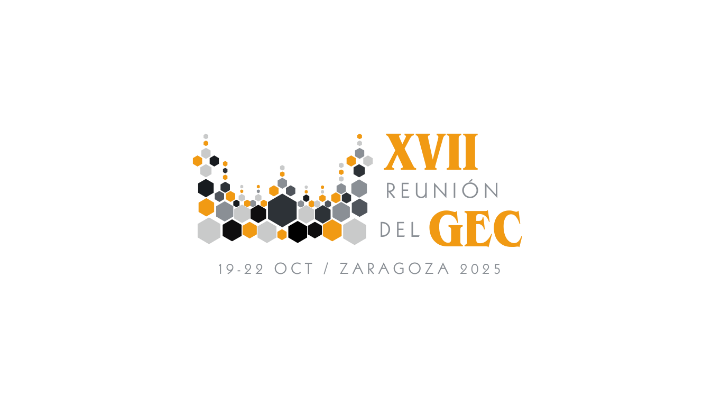 XVII
REUNIÓN
DEL GEC
19-22 OCT / ZARAGOZA 2025